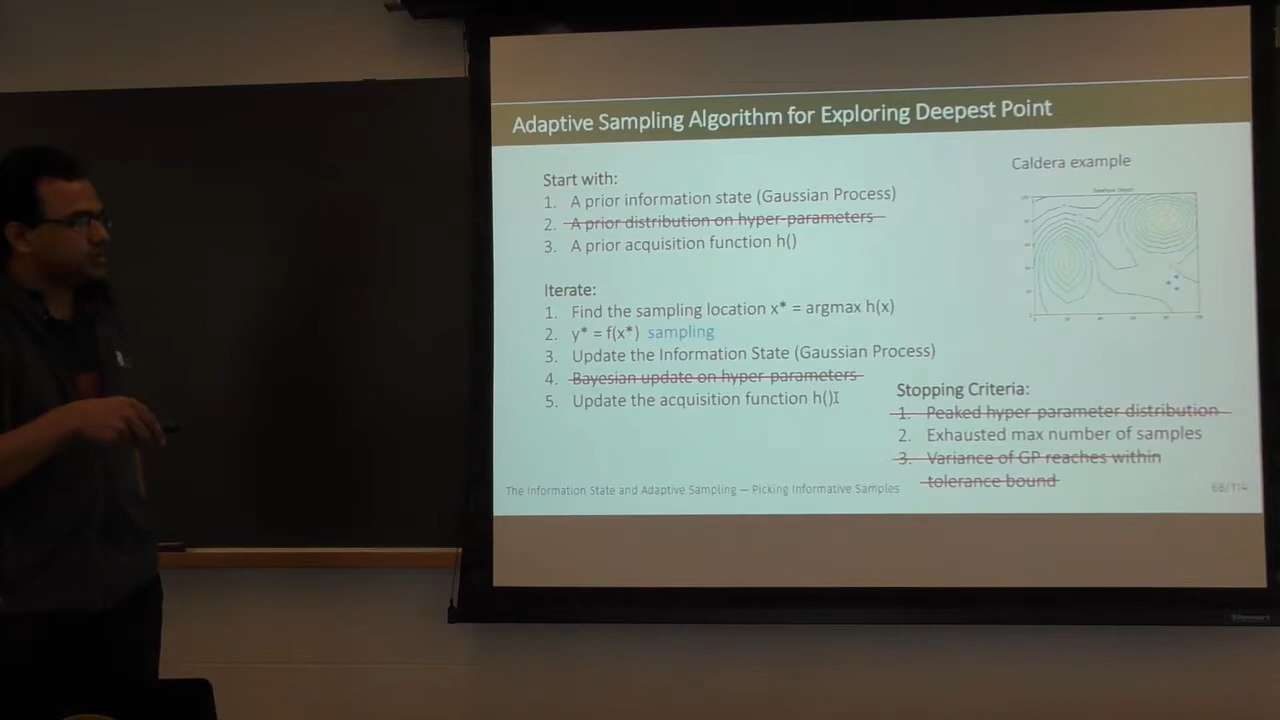 Adaptive Sampling Algorithm for Exploring Deepest Point
Caldera example
Start with:
1. A prior information state (Gaussian Process)
2. A prior distribution on hyper-parameters
3. A prior acquisition function h()
Iterate:
1. Find the sampling location x* = argmax h(x)
2. y* = f(x*) sampling
3. Update the Information State (Gaussian Process)
4. Bayesian update on hyper-parameters
5. Update the acquisition function h()
Stopping Criteria:
1. Peaked hyper-parameter distribution
2. Exhausted max number of samples
3. Variance of GP reaches within
tolerance bound
The Information State and Adaptive Sampling — Picking Informative Samples
68/114